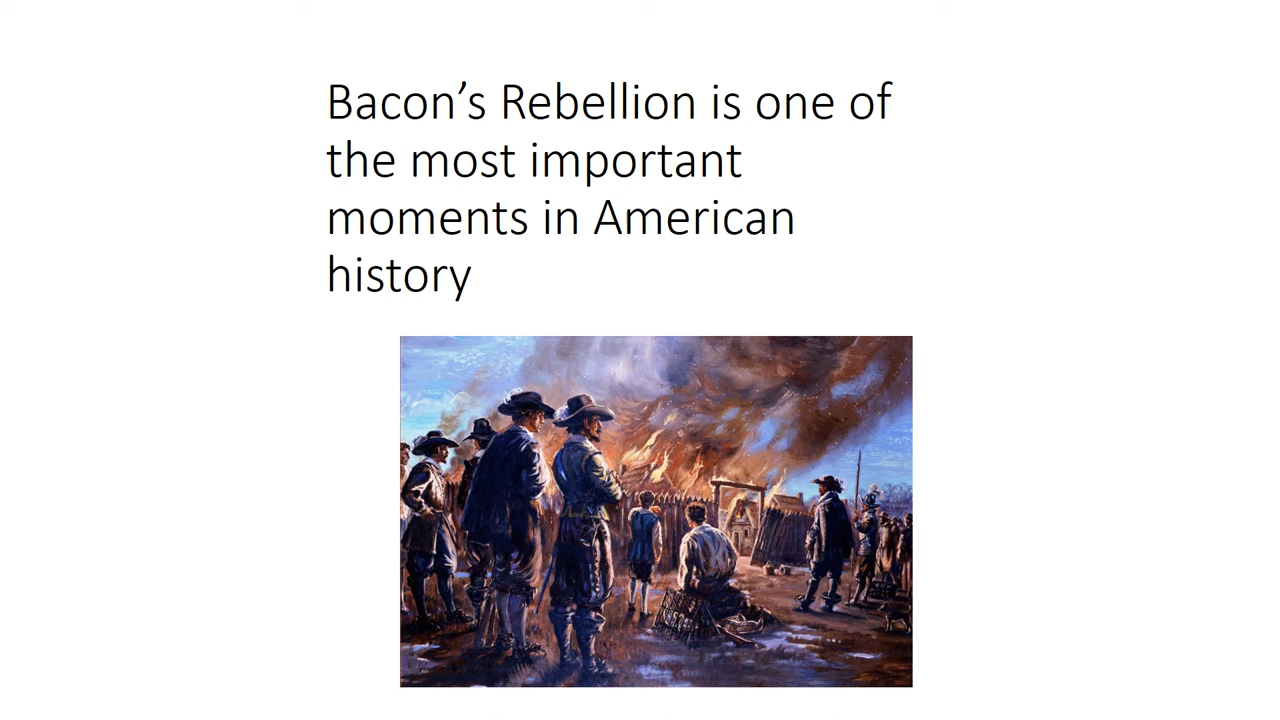 Bacon’s Rebellion is one of
the most important
moments in American
history